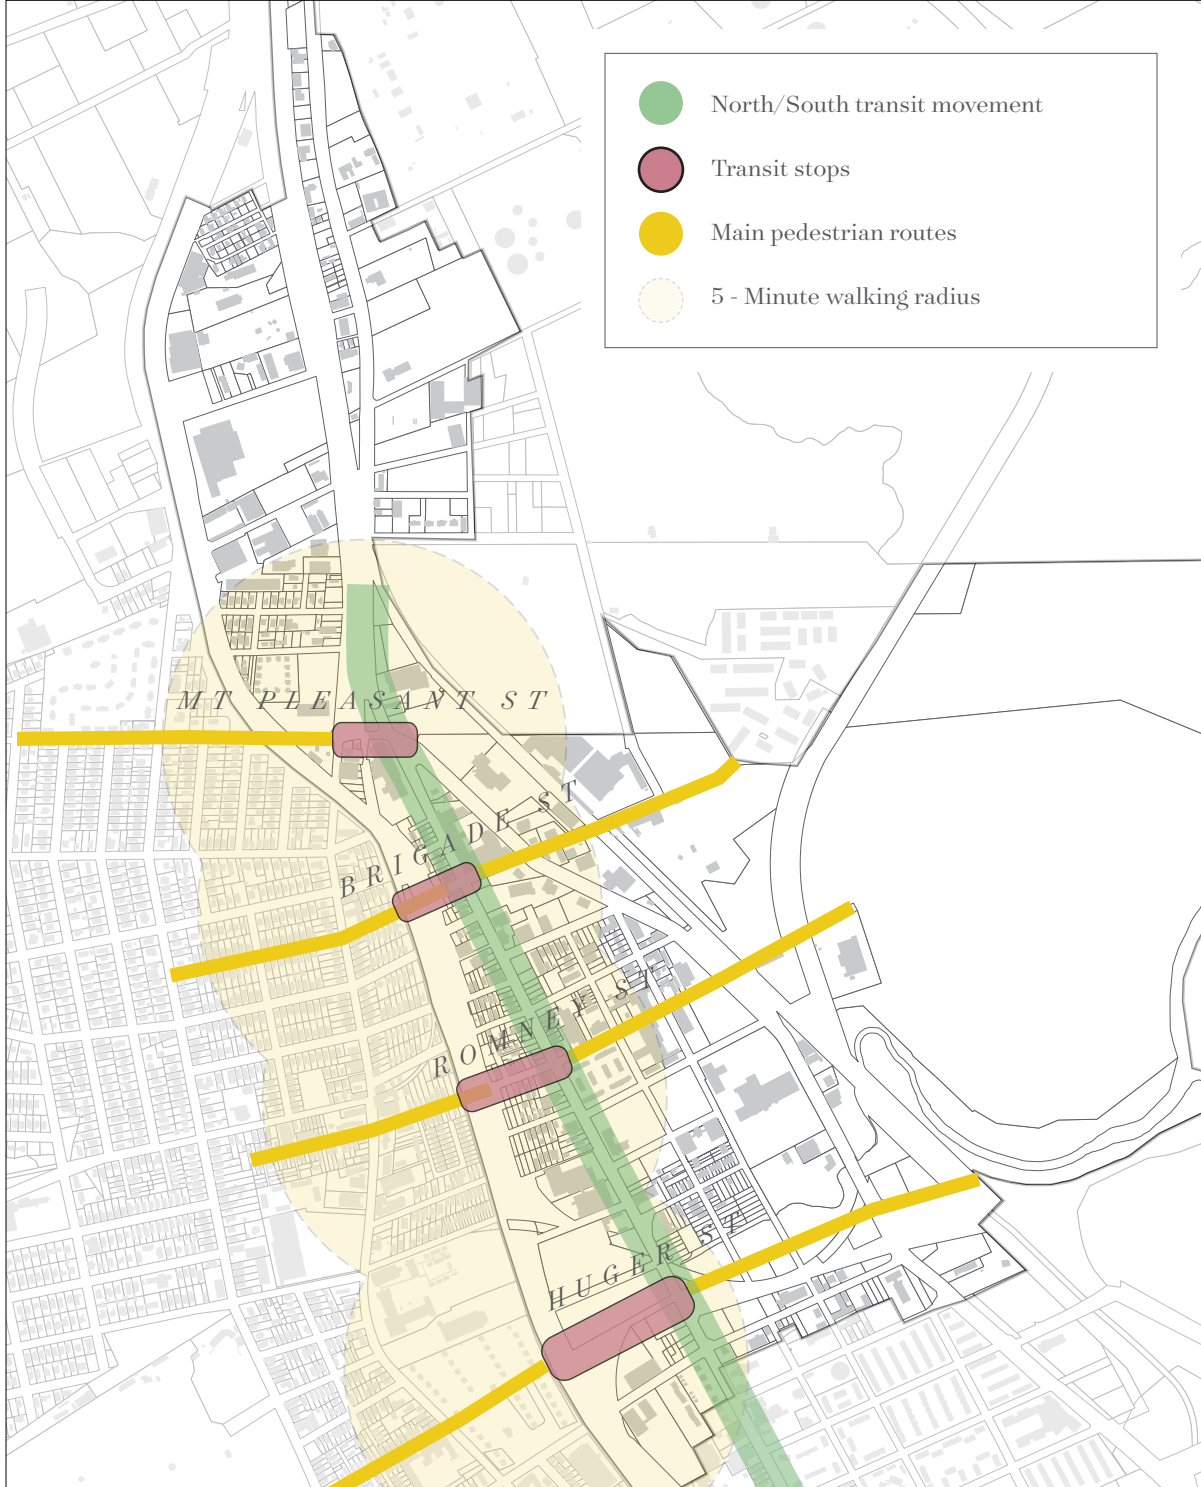 North/South transit movement
Transit stops
Main pedestrian routes
5 - Minute walking radius
MT PLEASANT ST
BRIGADE ST
ROMNEY ST
HUGER ST